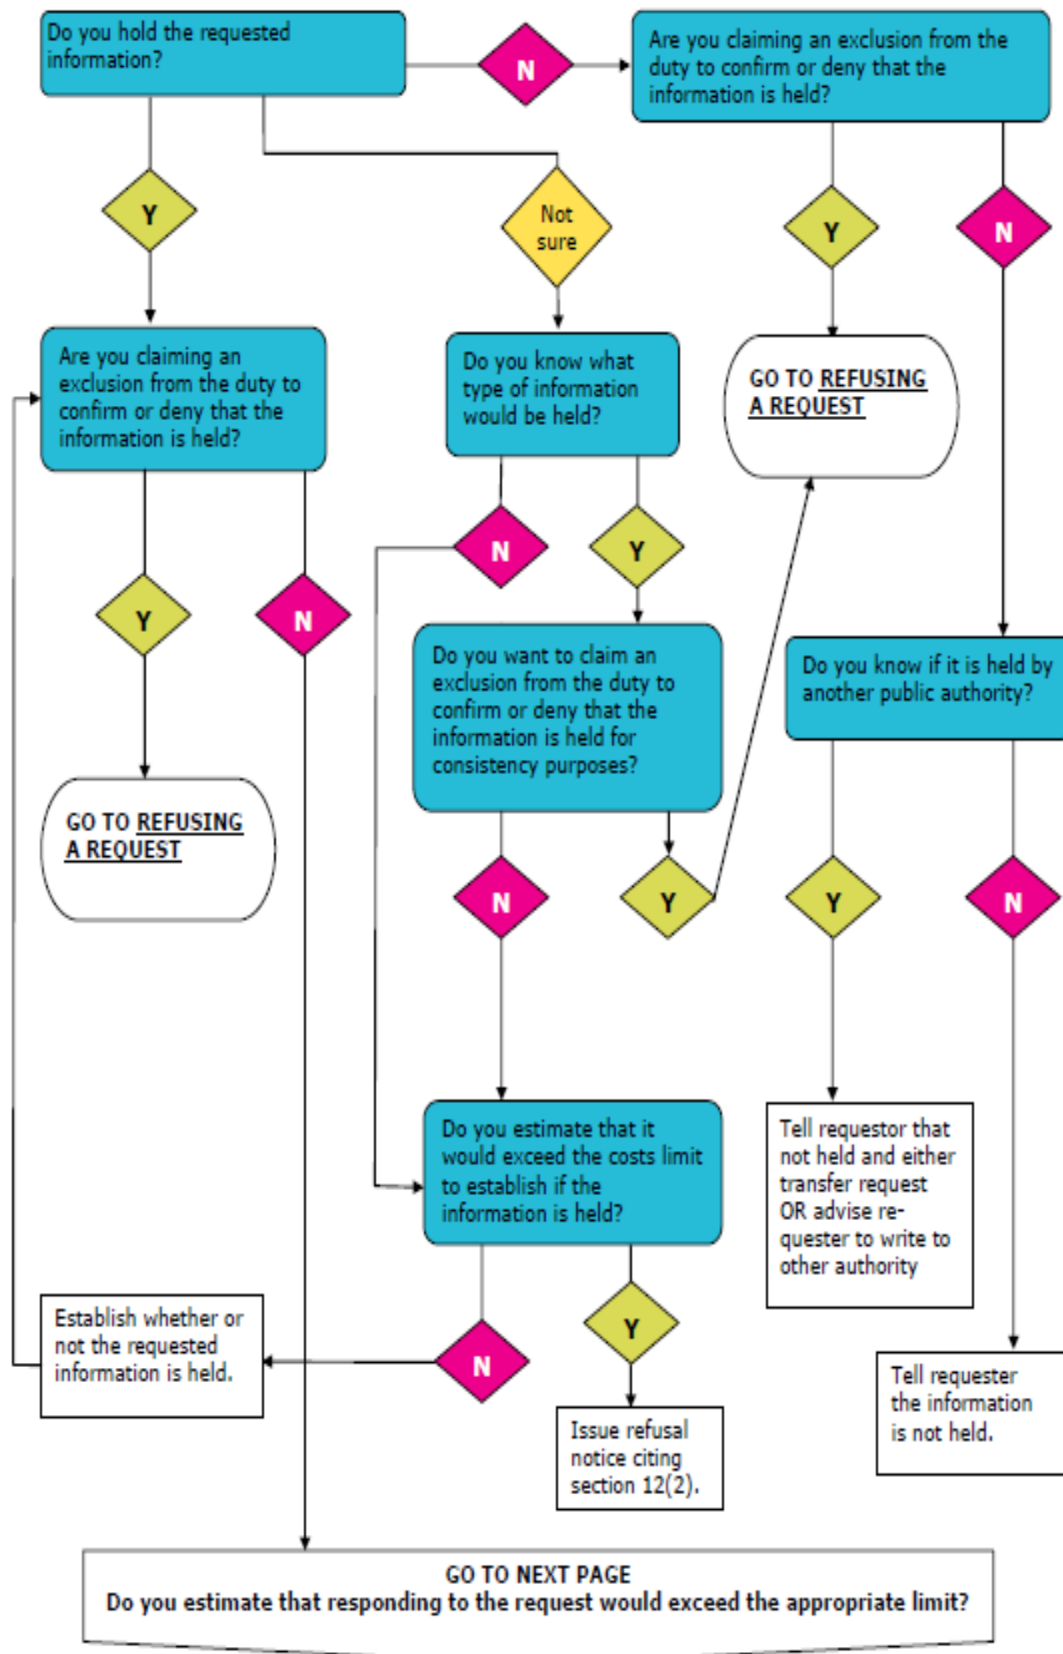 Do you hold the requested
information?
N
Are you claiming an exclusion from the
duty to confirm or deny that the
information is held?
Y
Not
sure
Y
N
Are you claiming an
exclusion from the duty to
confirm or deny that the
information is held?
Do you know what
type of information
would be held?
GO TO REFUSING
A REQUEST
N
Y
Y
N
Do you want to claim an
exclusion from the duty to
confirm or deny that the
information is held for
consistency purposes?
Do you know if it is held by
another public authority?
GO TO REFUSING
A REQUEST
N
Y
Y
N
Do you estimate that it
would exceed the costs limit
to establish if the
information is held?
Tell requestor that
not held and either
transfer request
OR advise re-
quester to write to
other authority
Establish whether or
not the requested
information is held.
N
Y
Tell requester
the information
is not held.
Issue refusal
notice citing
section 12(2).
GO TO NEXT PAGE
Do you estimate that responding to the request would exceed the appropriate limit?